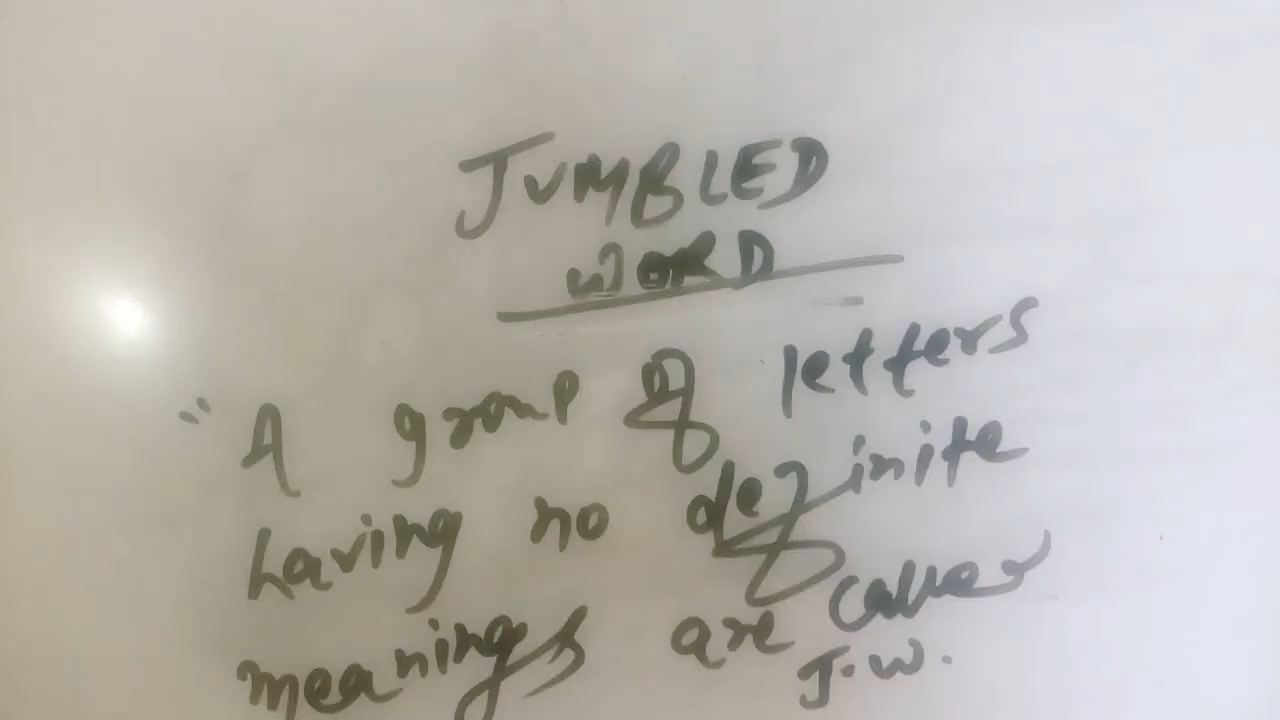 JUMBLED
WORD
"A group of letters
having no definite
meanings are called
J.W.